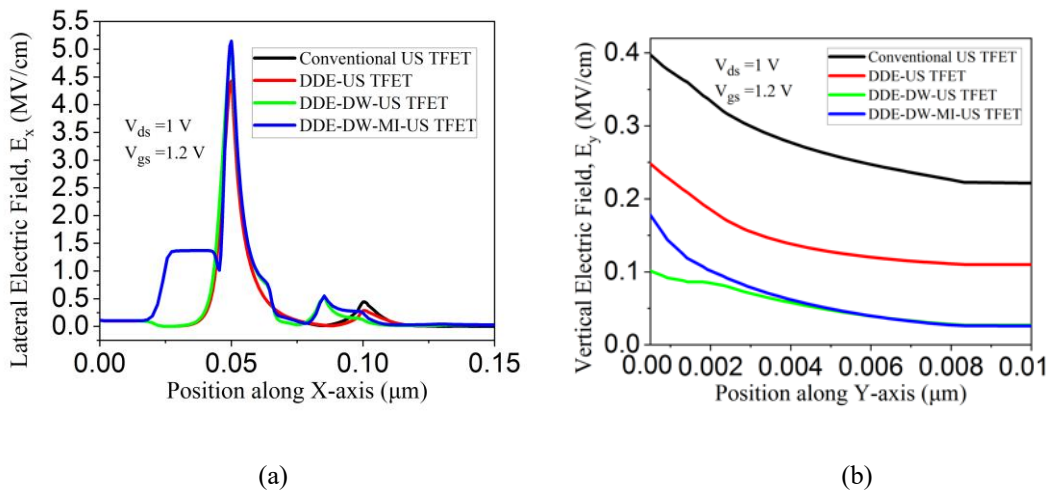 5.5
5.0
4.5
4.0
3.5
3.0
2.5
2.0
1.5
1.0
0.5
0.0
Lateral Electric Field, Ex (MV/cm)
Conventional US TFET
DDE-US TFET
DDE-DW-US TFET
DDE-DW-MI-US TFET
Vds =1 V
Vgs =1.2 V
0.00 0.05 0.10 0.15
Position along X-axis (μm)
(a)
0.4
0.3
0.2
0.1
0.0
Vertical Electric Field, Ey (MV/cm)
Vds =1 V
Vgs =1.2 V
Conventional US TFET
DDE-US TFET
DDE-DW-US TFET
DDE-DW-MI-US TFET
0.00 0.002 0.004 0.006 0.008 0.01
Position along Y-axis (μm)
(b)